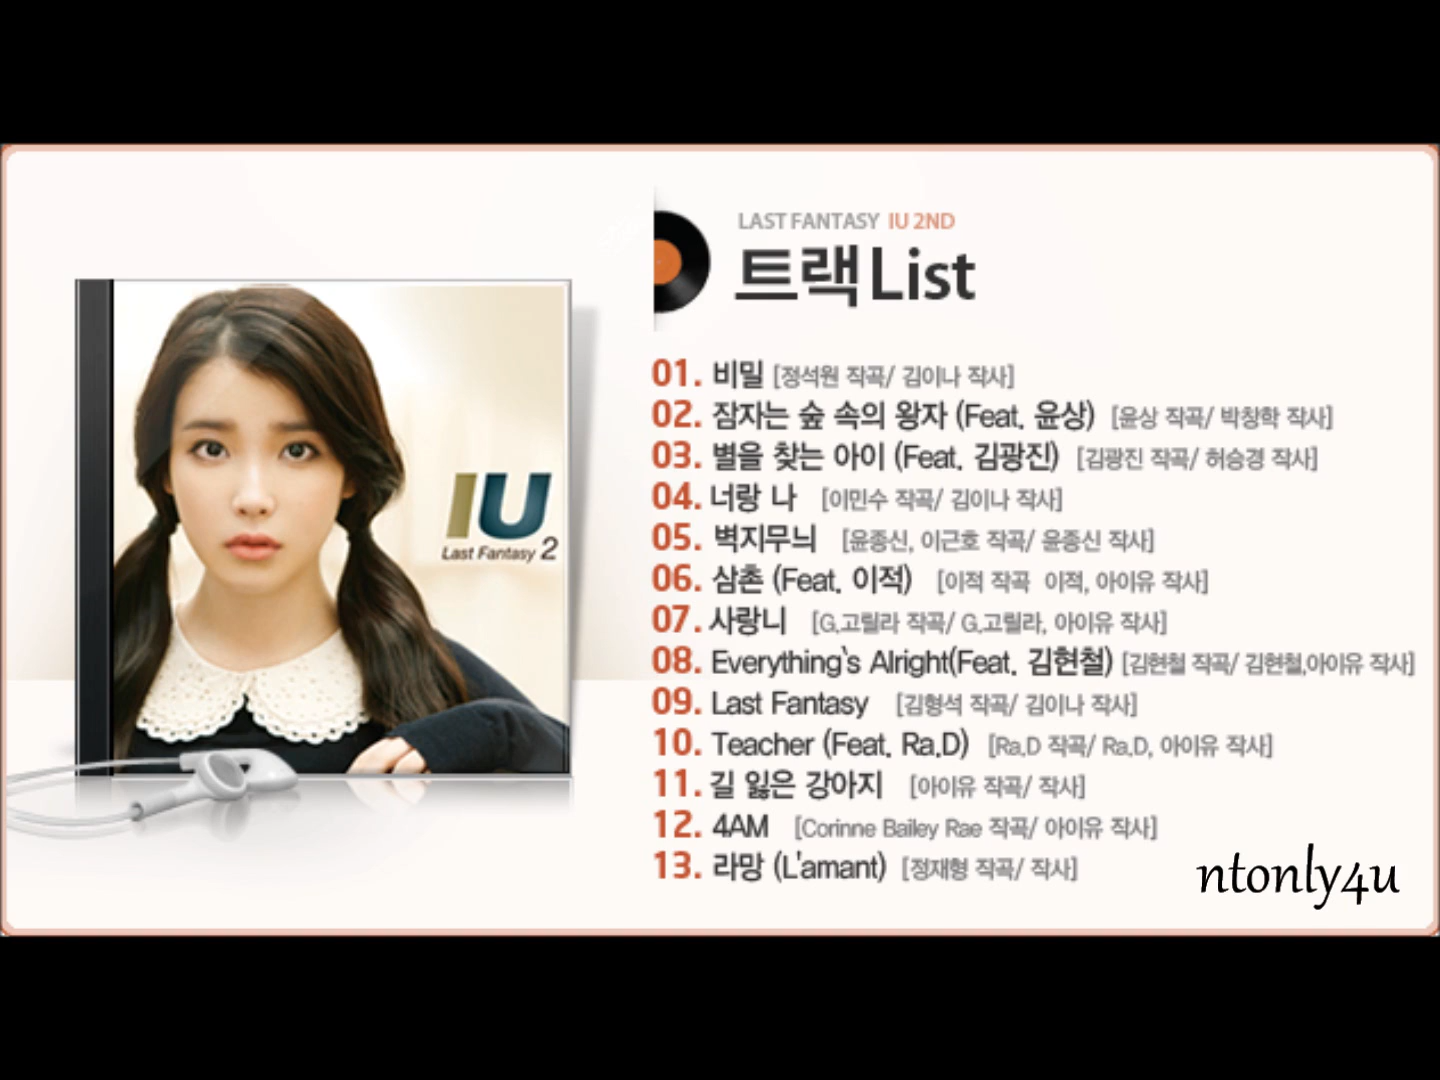 IU
Last Fantasy 2
LAST FANTASY IU 2ND
트랙List
01. 비밀 [정석원 작곡/ 김이나 작사]
02. 잠자는 숲 속의 왕자 (Feat. 윤상) [윤상 작곡/ 박창학 작사]
03. 별을 찾는 아이 (Feat. 김광진) [김광진 작곡/ 허승경 작사]
04. 너랑 나 [이민수 작곡/ 김이나 작사]
05. 벽지무늬 [윤종신, 이근호 작곡/ 윤종신 작사]
06. 삼촌 (Feat. 이적) [이적 작곡 이적, 아이유 작사]
07. 사랑니 [G.고릴라 작곡/ G.고릴라, 아이유 작사]
08. Everything`s Alright(Feat. 김현철) [김현철 작곡/ 김현철,아이유 작사]
09. Last Fantasy [김형석 작곡/ 김이나 작사]
10. Teacher (Feat. Ra.D) [Ra.D 작곡/ Ra.D, 아이유 작사]
11. 길 잃은 강아지 [아이유 작곡/ 작사]
12. 4AM [Corinne Bailey Rae 작곡/ 아이유 작사]
13. 라망 (L'amant) [정재형 작곡/ 작사]
ntonly4u